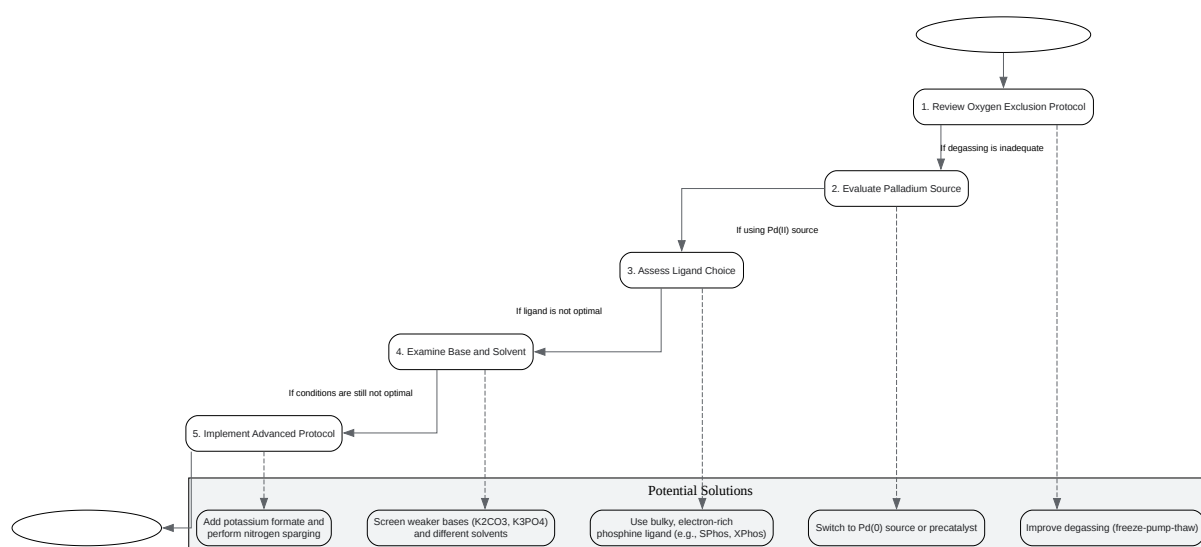 1. Review Oxygen Exclusion Protocol
If degassing is inadequate
2. Evaluate Palladium Source
If using Pd(II) source
3. Assess Ligand Choice
If ligand is not optimal
4. Examine Base and Solvent
If conditions are still not optimal
5. Implement Advanced Protocol
Potential Solutions
Add potassium formate and
perform nitrogen sparging
Screen weaker bases (K2CO3, K3PO4)
and different solvents
Use bulky, electron-rich
phosphine ligand (e.g., SPhos, XPhos)
Switch to Pd(0) source or precatalyst
Improve degassing (freeze-pump-thaw)